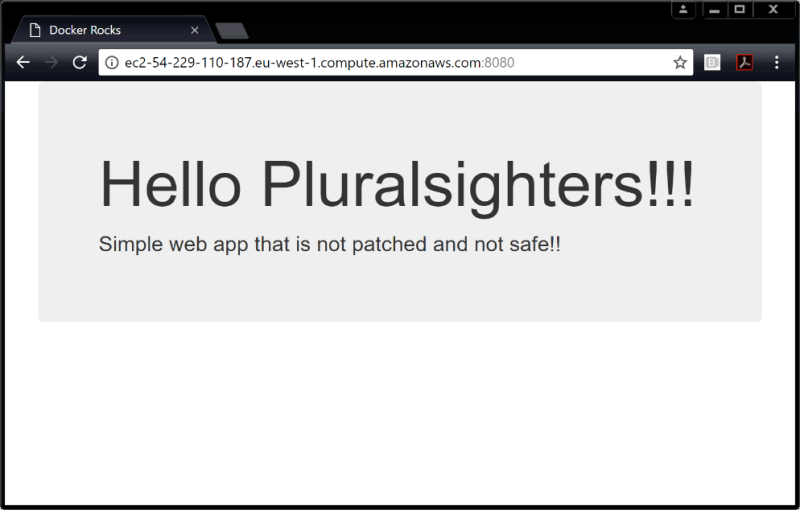 Docker Rocks
ec2-54-229-110-187.eu-west-1.compute.amazonaws.com:8080
Hello Pluralsighters!!!
Simple web app that is not patched and not safe!!